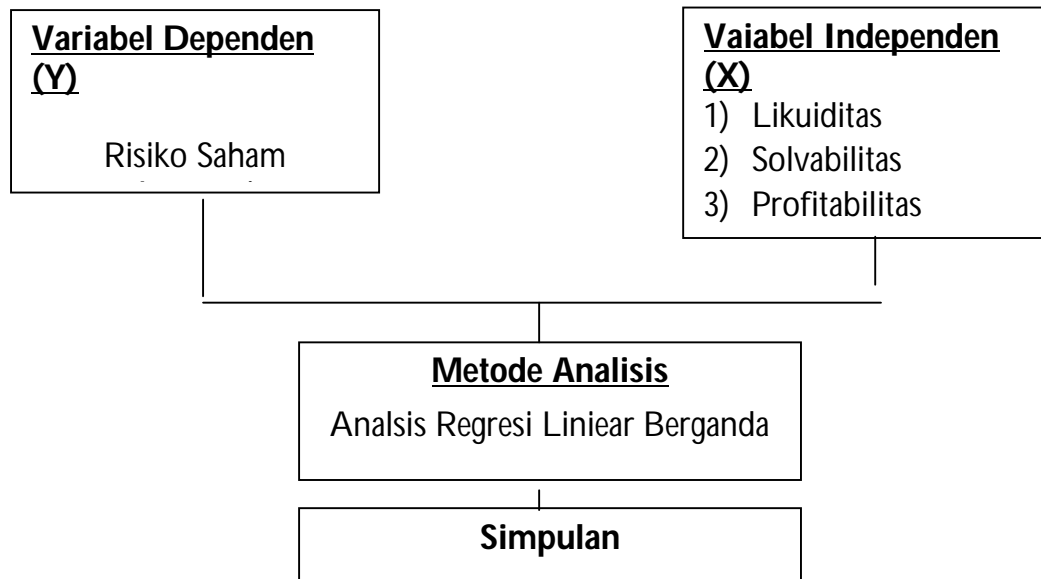 Variabel Dependen
(Y)
Risiko Saham
Vaiabel Independen
(X)
1) Likuiditas
2) Solvabilitas
3) Profitabilitas
Metode Analisis
Analsis Regresi Liniear Berganda
Simpulan